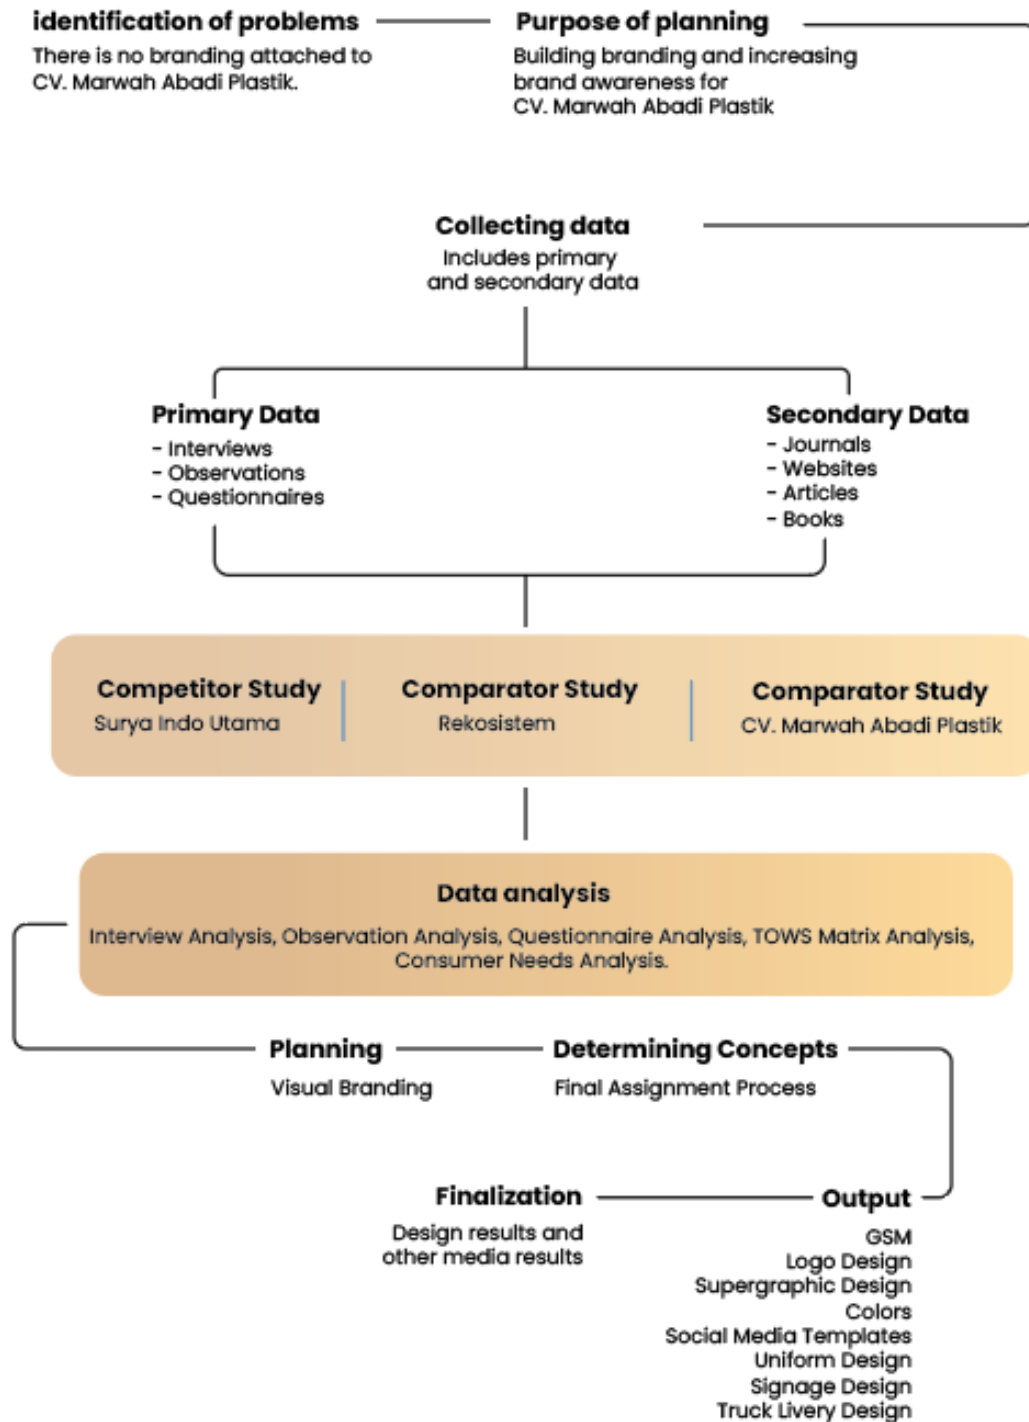 identification of problems
There is no branding attached to
CV. Marwah Abadi Plastik.
Purpose of planning
Building branding and increasing
brand awareness for
CV. Marwah Abadi Plastik
Collecting data
Includes primary
and secondary data
Primary Data
- Interviews
- Observations
- Questionnaires
Secondary Data
- Journals
- Websites
- Articles
- Books
Competitor Study
Surya Indo Utama
Comparator Study
Rekosistem
Comparator Study
CV. Marwah Abadi Plastik
Data analysis
Interview Analysis, Observation Analysis, Questionnaire Analysis, TOWS Matrix Analysis,
Consumer Needs Analysis.
Planning
Visual Branding
Determining Concepts
Final Assignment Process
Finalization
Design results and
other media results
Output
GSM
Logo Design
Supergraphic Design
Colors
Social Media Templates
Uniform Design
Signage Design
Truck Livery Design